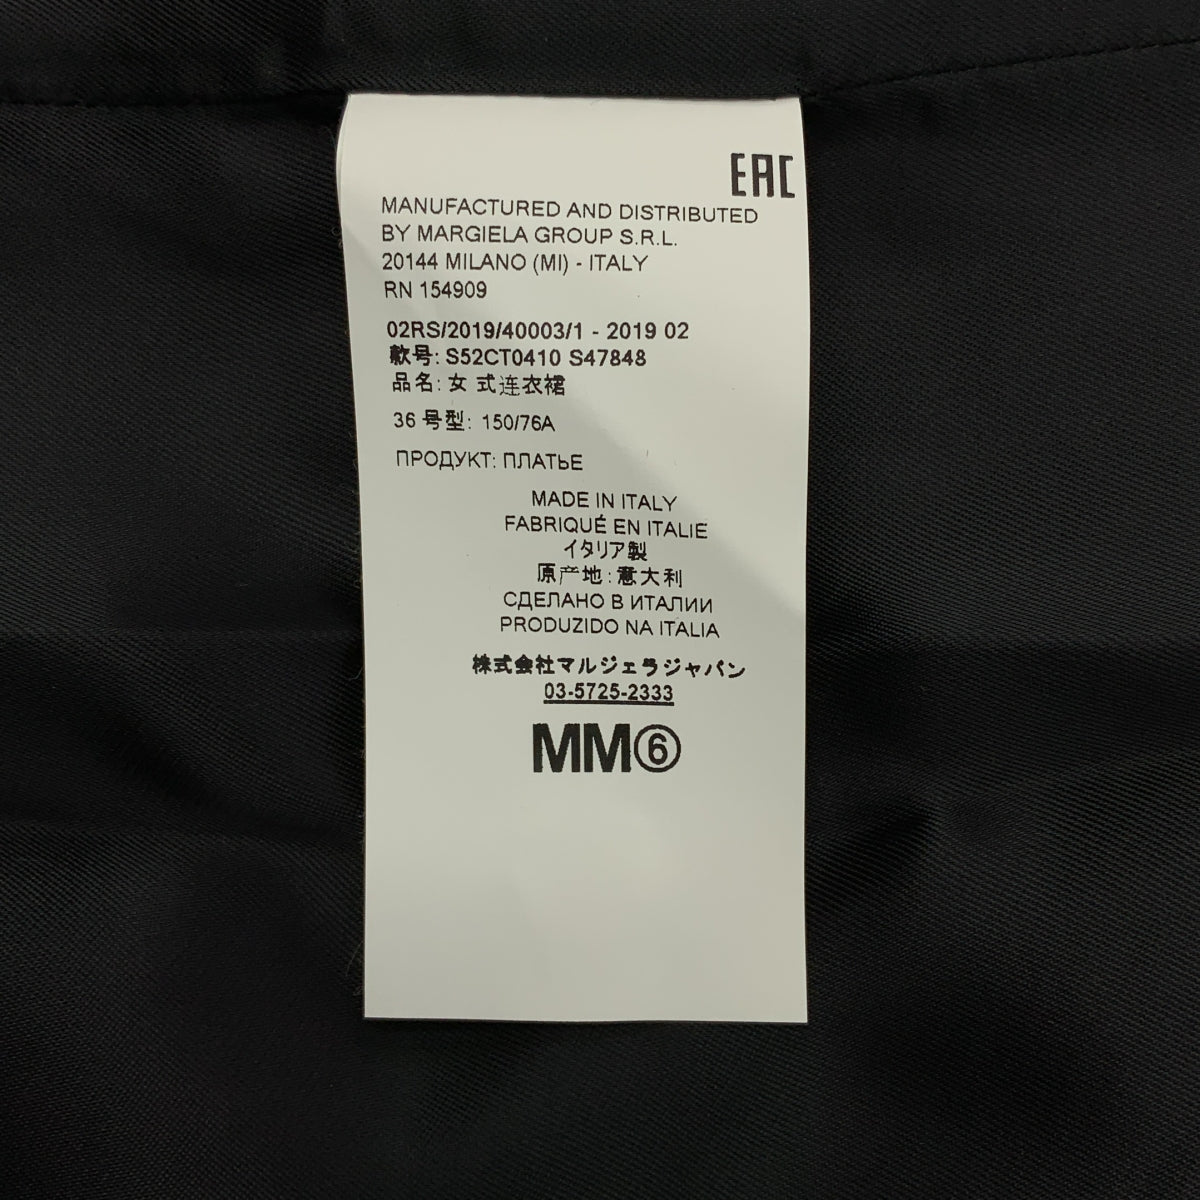 EAC
MANUFACTURED AND DISTRIBUTED
BY MARGIELA GROUP S.R.L.
20144 MILANO (MI) - ITALY
RN 154909
02RS/2019/40003/1 - 2019 02
款号: S52CT0410 S47848
品名: 女 式连衣裙
36 号型: 150/76A
ПРОДУКТ: ПЛАТЬЕ
MADE IN ITALY
FABRIQUÉ EN ITALIE
イタリア製
原产地: 意大利
СДЕЛАНО В ИТАЛИИ
PRODUZIDO NA ITALIA
株式会社マルジェラジャパン
03-5725-2333
MM⑥